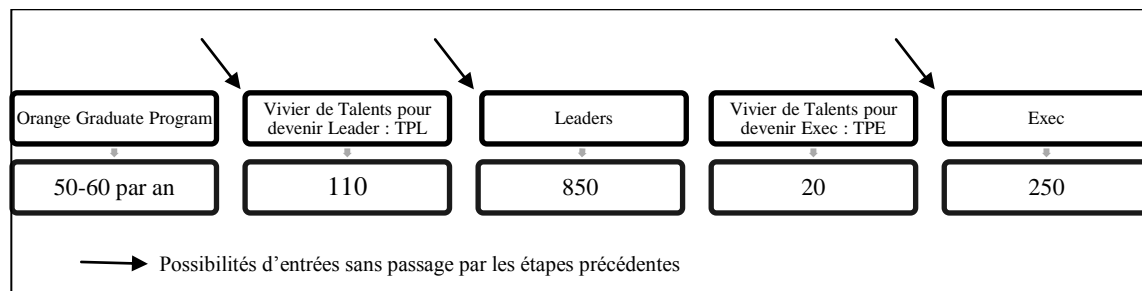 Orange Graduate Program
Vivier de Talents pour
devenir Leader : TPL
Leaders
Vivier de Talents pour
devenir Exec : TPE
Exec
50-60 par an
110
850
20
250
Possibilités d'entrées sans passage par les étapes précédentes